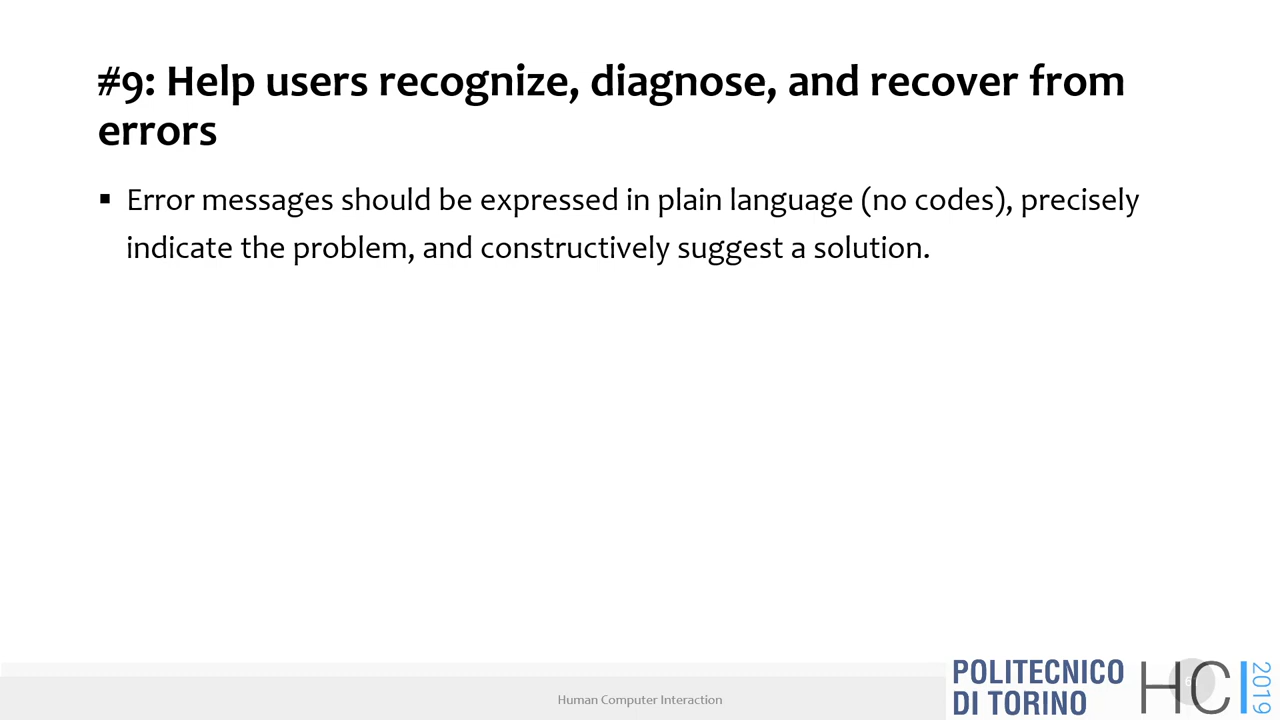 #9: Help users recognize, diagnose, and recover from
errors
▪ Error messages should be expressed in plain language (no codes), precisely
indicate the problem, and constructively suggest a solution.
Human Computer Interaction
POLITECNICO
DI TORINO
HCI
2019